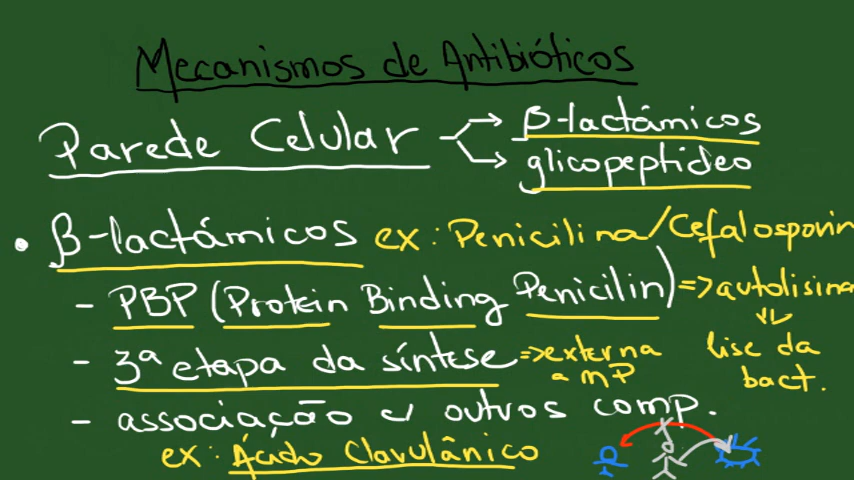 Mecanismos de Antibióticos
Parede Celular → β-lactâmicos
→ glicopeptídeo
• β-lactâmicos ex: Penicilina/Cefalosporin
- PBP (Protein Binding Penicilin) => autolisina
- 3ª etapa da síntese => externa lise da
a mP bact.
- associação c/ outros comp.
ex: Ácido Clavulânico